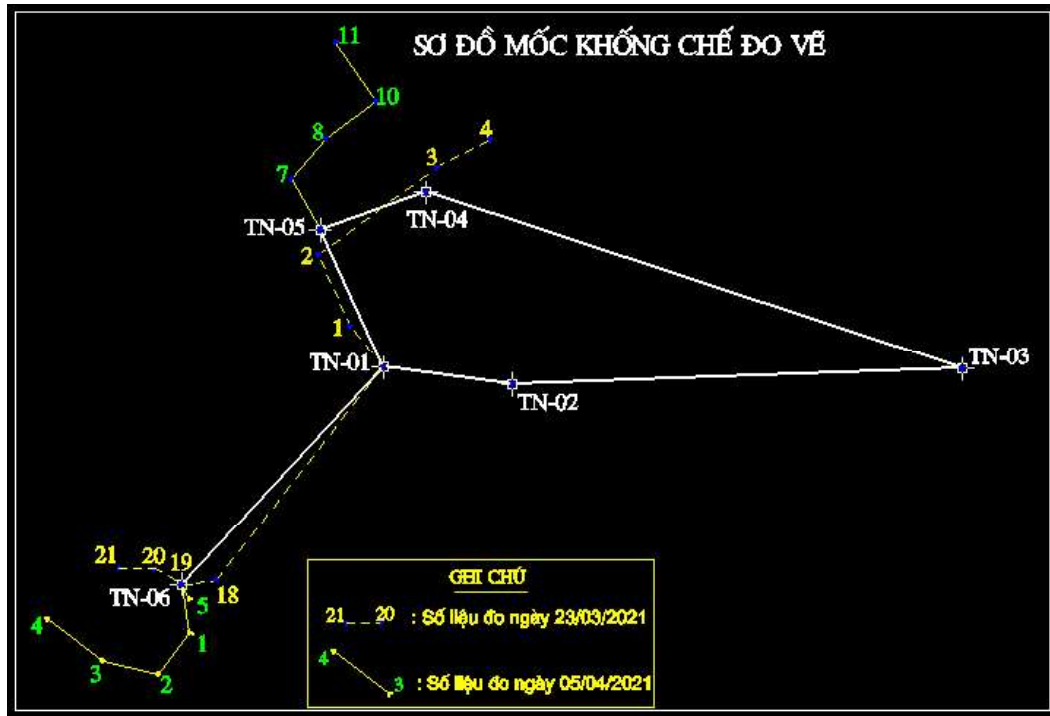 11
SƠ ĐỒ MỐC KHỐNG CHẾ ĐO VẼ
10
8
4
3
7
TN-05
TN-04
2
1
TN-01
TN-03
TN-02
21
20
19
18
TN-06
5
4
1
3
2
GHI CHÚ
21 20 : Số liệu đo ngày 23/03/2021
4
3 : Số liệu đo ngày 05/04/2021